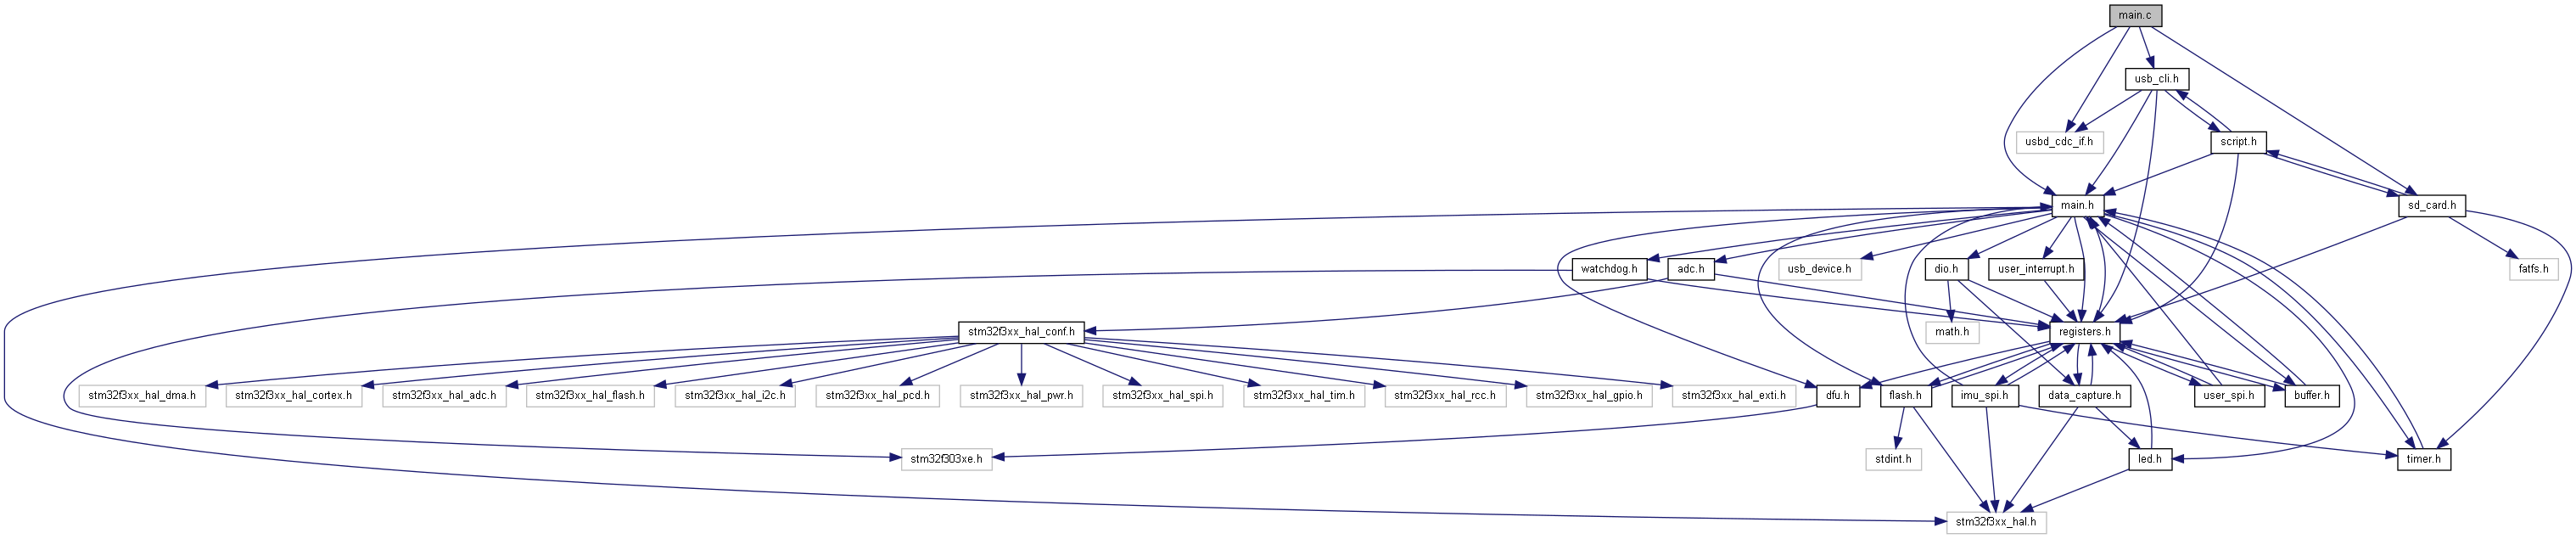 main.c
usb_cli.h
usbd_cdc_if.h
script.h
main.h
sd_card.h
watchdog.h
adc.h
usb_device.h
dio.h
user_interrupt.h
fatfs.h
stm32f3xx_hal_conf.h
math.h
registers.h
stm32f3xx_hal_dma.h
stm32f3xx_hal_cortex.h
stm32f3xx_hal_adc.h
stm32f3xx_hal_flash.h
stm32f3xx_hal_i2c.h
stm32f3xx_hal_pcd.h
stm32f3xx_hal_pwr.h
stm32f3xx_hal_spi.h
stm32f3xx_hal_tim.h
stm32f3xx_hal_rcc.h
stm32f3xx_hal_gpio.h
stm32f3xx_hal_exti.h
dfu.h
flash.h
imu_spi.h
data_capture.h
user_spi.h
buffer.h
stm32f303xe.h
stdint.h
led.h
timer.h
stm32f3xx_hal.h